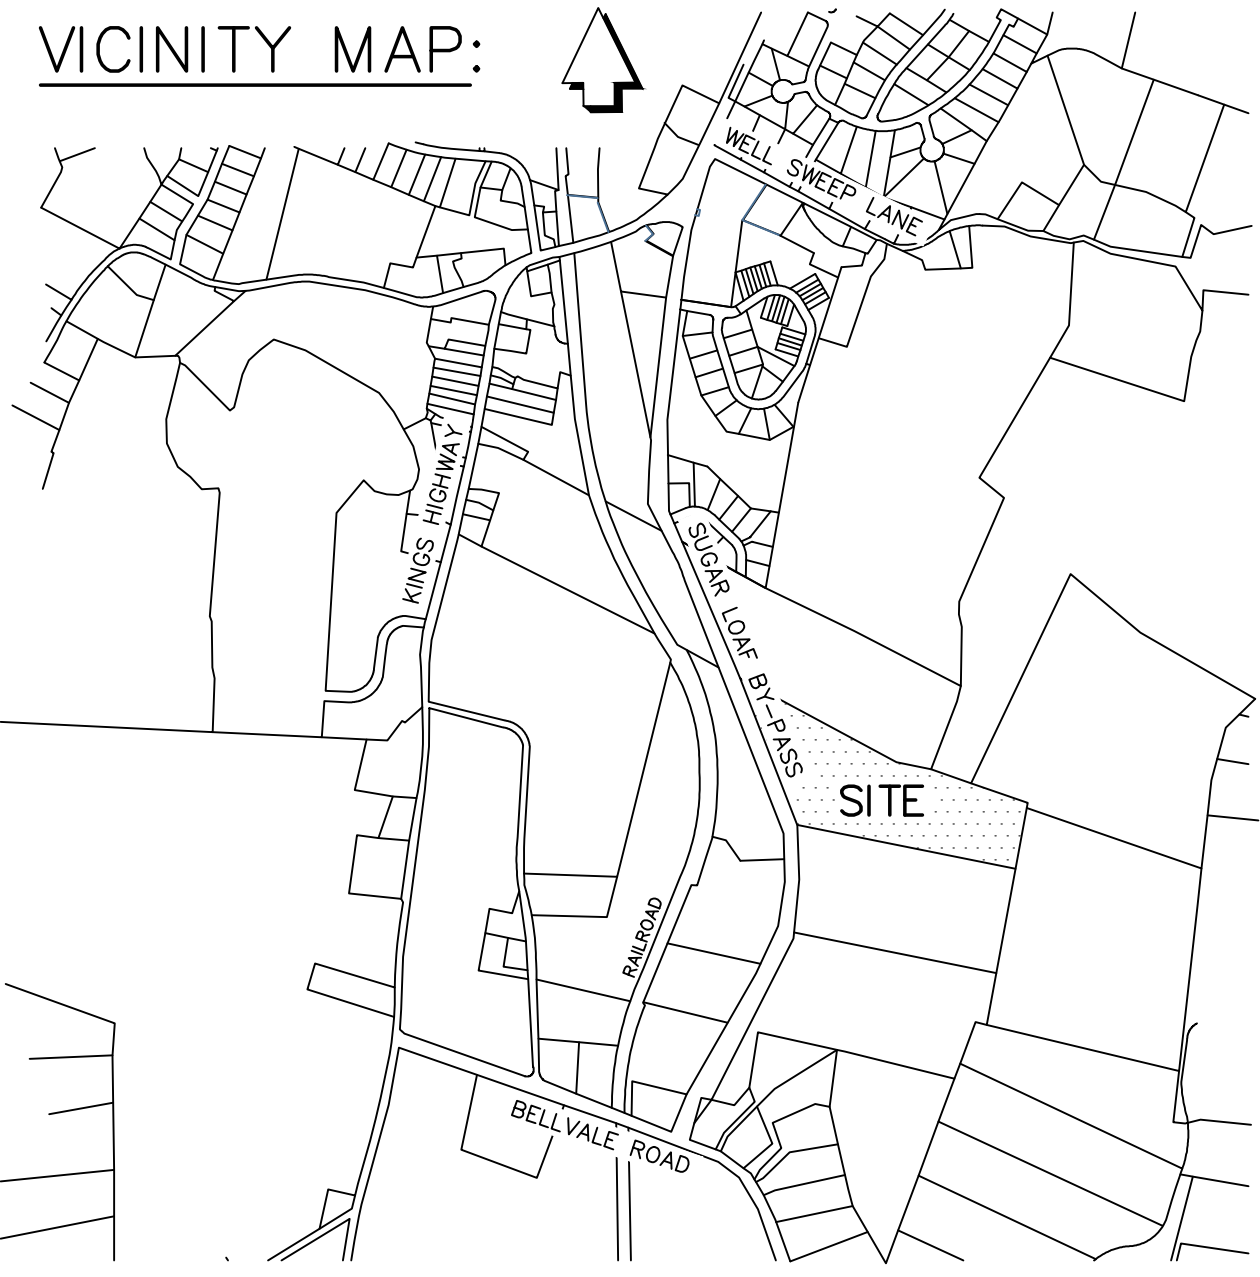 VICINITY MAP:
WELL SWEEP LANE
KINGS HIGHWAY
SUGAR LOAF BY-PASS
SITE
RAILROAD
BELLVALE ROAD